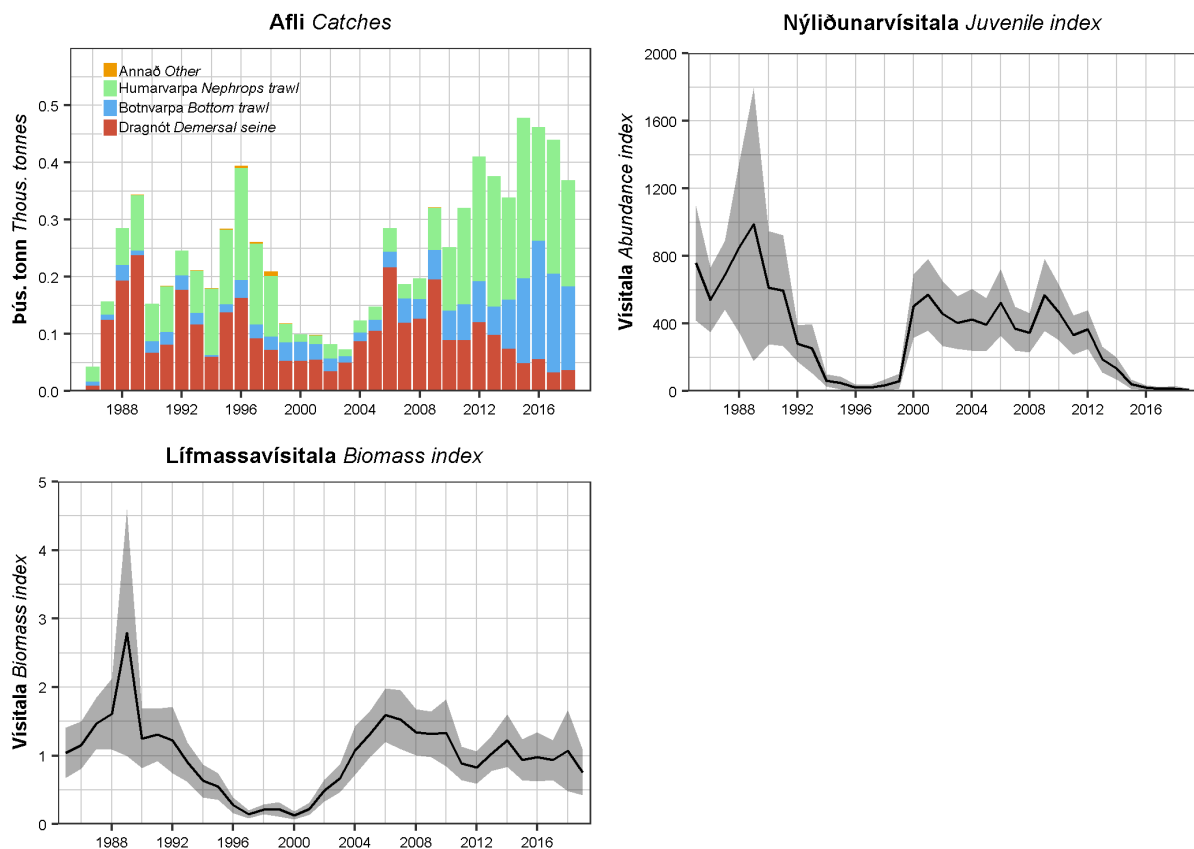 Afli Catches
Þús. tonn Thous. tonnes
0.5
0.4
0.3
0.2
0.1
0.0
Annað Other
Humarvarpa Nephrops trawl
Botnvarpa Bottom trawl
Dragnót Demersal seine
1988 1992 1996 2000 2004 2008 2012 2016
Nýliðunarvísitala Juvenile index
Vísitala Abundance index
2000
1600
1200
800
400
0
1988 1992 1996 2000 2004 2008 2012 2016
Lífmassavísitala Biomass index
Vísitala Biomass index
5
4
3
2
1
0
1988 1992 1996 2000 2004 2008 2012 2016